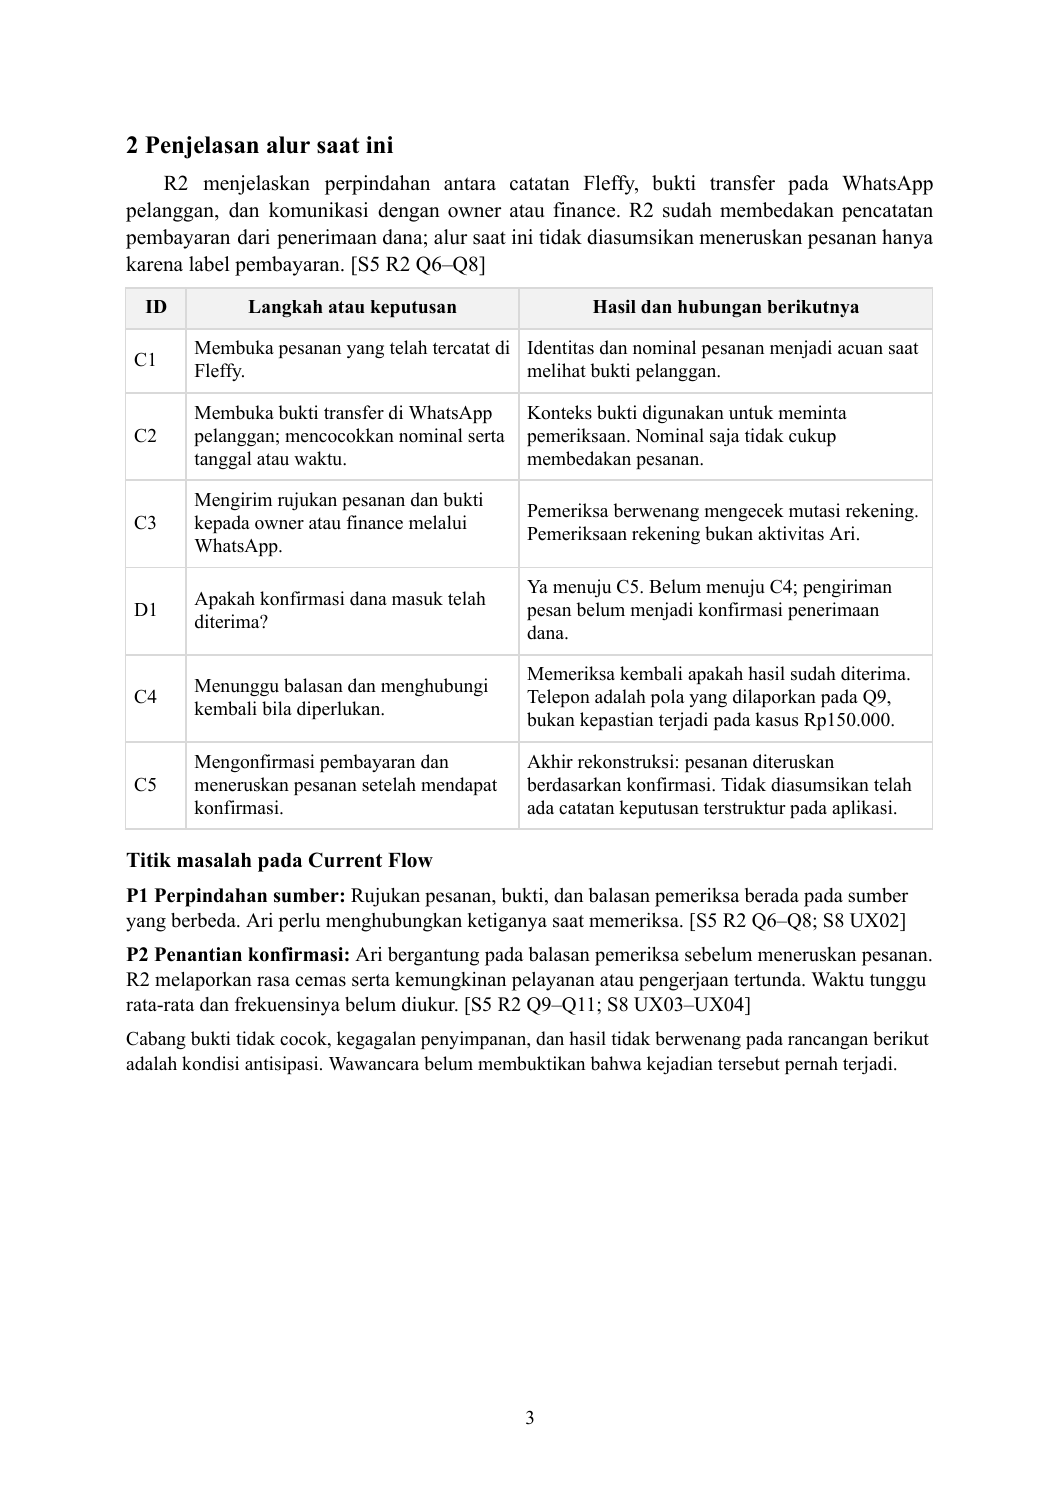 2 Penjelasan alur saat ini
R2 menjelaskan perpindahan antara catatan Fleffy, bukti transfer pada WhatsApp
pelanggan, dan komunikasi dengan owner atau finance. R2 sudah membedakan pencatatan
pembayaran dari penerimaan dana; alur saat ini tidak diasumsikan meneruskan pesanan hanya
karena label pembayaran. [S5 R2 Q6–Q8]
ID Langkah atau keputusan Hasil dan hubungan berikutnya
C1
Membuka pesanan yang telah tercatat di
Fleffy.
Identitas dan nominal pesanan menjadi acuan saat
melihat bukti pelanggan.
C2
Membuka bukti transfer di WhatsApp
pelanggan; mencocokkan nominal serta
tanggal atau waktu.
Konteks bukti digunakan untuk meminta
pemeriksaan. Nominal saja tidak cukup
membedakan pesanan.
C3
Mengirim rujukan pesanan dan bukti
kepada owner atau finance melalui
WhatsApp.
Pemeriksa berwenang mengecek mutasi rekening.
Pemeriksaan rekening bukan aktivitas Ari.
D1
Apakah konfirmasi dana masuk telah
diterima?
Ya menuju C5. Belum menuju C4; pengiriman
pesan belum menjadi konfirmasi penerimaan
dana.
C4
Menunggu balasan dan menghubungi
kembali bila diperlukan.
Memeriksa kembali apakah hasil sudah diterima.
Telepon adalah pola yang dilaporkan pada Q9,
bukan kepastian terjadi pada kasus Rp150.000.
C5
Mengonfirmasi pembayaran dan
meneruskan pesanan setelah mendapat
konfirmasi.
Akhir rekonstruksi: pesanan diteruskan
berdasarkan konfirmasi. Tidak diasumsikan telah
ada catatan keputusan terstruktur pada aplikasi.
Titik masalah pada Current Flow
P1 Perpindahan sumber: Rujukan pesanan, bukti, dan balasan pemeriksa berada pada sumber
yang berbeda. Ari perlu menghubungkan ketiganya saat memeriksa. [S5 R2 Q6–Q8; S8 UX02]
P2 Penantian konfirmasi: Ari bergantung pada balasan pemeriksa sebelum meneruskan pesanan.
R2 melaporkan rasa cemas serta kemungkinan pelayanan atau pengerjaan tertunda. Waktu tunggu
rata-rata dan frekuensinya belum diukur. [S5 R2 Q9–Q11; S8 UX03–UX04]
Cabang bukti tidak cocok, kegagalan penyimpanan, dan hasil tidak berwenang pada rancangan berikut
adalah kondisi antisipasi. Wawancara belum membuktikan bahwa kejadian tersebut pernah terjadi.
3